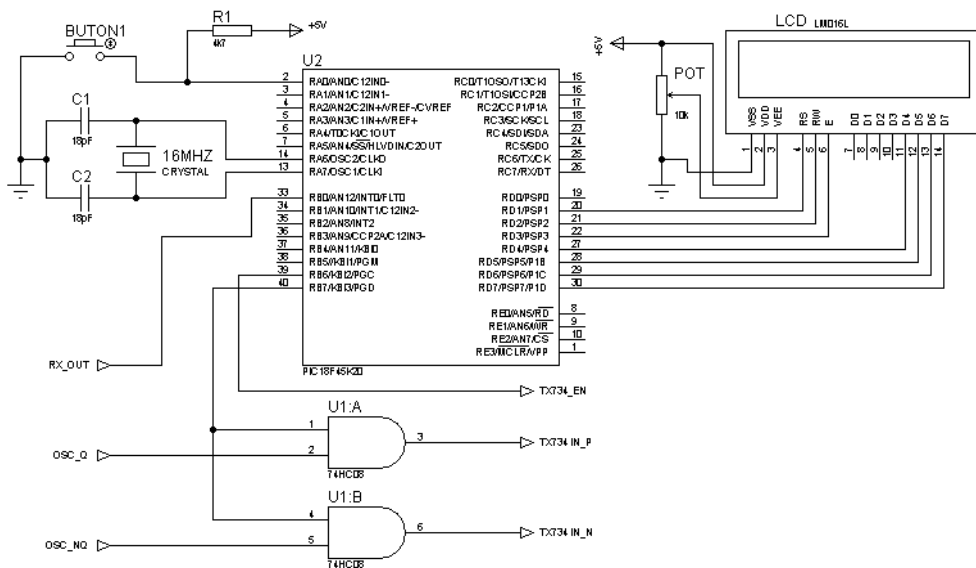 R1
4k7
+5V
BUTON1
LCD LM016L
+5V
POT
10k
VSS
VDD
VEE
RS
RW
E
D0
D1
D2
D3
D4
D5
D6
D7
1
2
3
4
5
6
7
8
9
10
11
12
13
14
C1
18pF
16MHZ
CRYSTAL
C2
18pF
U2
2 RA0/AN0/C12IN0- RC0/T1OSO/T13CKI 15
3 RA1/AN1/C12IN1- RC1/T1OSI/CCP2B 16
4 RA2/AN2/C2IN+/VREF-/CVREF RC2/CCP1/P1A 17
5 RA3/AN3/C1IN+/VREF+ RC3/SCK/SCL 18
6 RA4/T0CKI/C1OUT RC4/SDI/SDA 23
7 RA5/AN4/SS/HLVDIN/C2OUT RC5/SDO 24
14 RA6/OSC2/CLKO RC6/TX/CK 25
13 RA7/OSC1/CLKI RC7/RX/DT 26
33 RB0/AN12/INT0/FLT0 RD0/PSP0 19
34 RB1/AN10/INT1/C12IN2- RD1/PSP1 20
35 RB2/AN8/INT2 RD2/PSP2 21
36 RB3/AN9/CCP2A/C12IN3- RD3/PSP3 22
37 RB4/AN11/KBI0 RD4/PSP4 27
38 RB5/KBI1/PGM RD5/PSP5/P1B 28
39 RB6/KBI2/PGC RD6/PSP6/P1C 29
40 RB7/KBI3/PGD RD7/PSP7/P1D 30
RE0/AN5/RD 8
RE1/AN6/WR 9
RE2/AN7/CS 10
RE3/MCLR/VPP 1
PIC18F45K20
RX_OUT
TX734_EN
U1:A
1
2
3
74HC08
OSC_Q
TX734 IN_P
U1:B
4
5
6
74HC08
OSC_NQ
TX734 IN_N